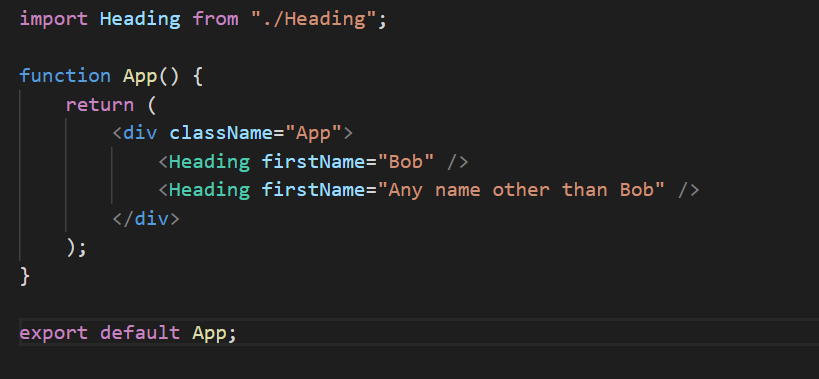 import Heading from "./Heading";
function App() {
    return (
        <div className="App">
            <Heading firstName="Bob" />
            <Heading firstName="Any name other than Bob" />
        </div>
    );
}
export default App;